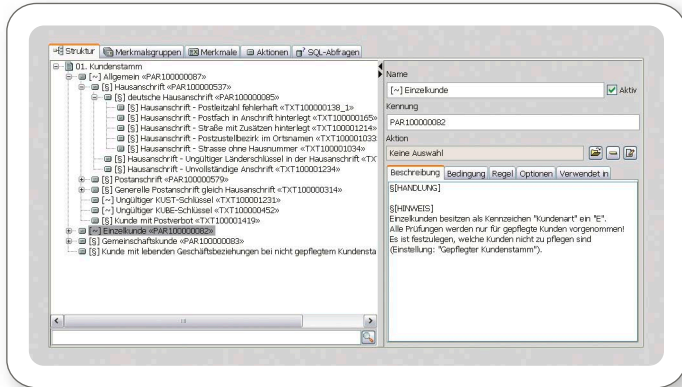 Struktur Merkmalsgruppen Merkmale Aktionen SQL-Abfragen
01. Kundenstamm
[~] Allgemein «PAR100000087»
[§] Hausanschrift «PAR100000537»
[§] deutsche Hausanschrift «PAR100000085»
[§] Hausanschrift - Postleitzahl fehlerhaft «TXT100000138_1»
[§] Hausanschrift - Postfach in Anschrift hinterlegt «TXT100000165»
[§] Hausanschrift - Straße mit Zusätzen hinterlegt «TXT100001214»
[§] Hausanschrift - Postzustellbezirk im Ortsnamen «TXT100001033
[§] Hausanschrift - Strasse ohne Hausnummer «TXT100001034»
[§] Hausanschrift - Ungültiger Länderschlüssel in der Hausanschrift «TX
[§] Hausanschrift - Unvollständige Anschrift «TXT100001234»
[§] Postanschrift «PAR100000579»
[§] Generelle Postanschrift gleich Hausanschrift «TXT100000314»
[~] Ungültiger KUST-Schlüssel «TXT100001231»
[~] Ungültiger KUBE-Schlüssel «TXT100000452»
[§] Kunde mit Postverbot «TXT100001419»
[~] Einzelkunde «PAR100000082»
[§] Gemeinschaftskunde «PAR100000083»
[§] Kunde mit lebenden Geschäftsbeziehungen bei nicht gepflegtem Kundensta
Name
[~] Einzelkunde Aktiv
Kennung
PAR100000082
Aktion
Keine Auswahl
Beschreibung Bedingung Regel Optionen Verwendet in
§[HANDLUNG]
§[HINWEIS]
Einzelkunden besitzen als Kennzeichen "Kundenart" ein "E".
Alle Prüfungen werden nur für gepflegte Kunden vorgenommen!
Es ist festzulegen, welche Kunden nicht zu pflegen sind
(Einstellung: "Gepflegter Kundenstamm").